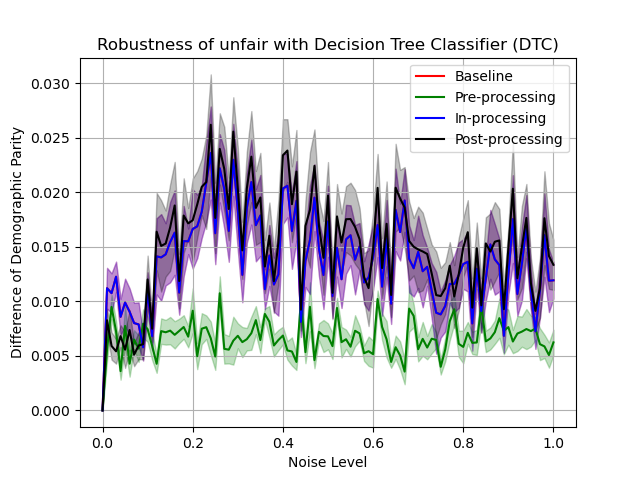 Robustness of unfair with Decision Tree Classifier (DTC)
Baseline
Pre-processing
In-processing
Post-processing
Difference of Demographic Parity
0.030
0.025
0.020
0.015
0.010
0.005
0.000
0.0 0.2 0.4 0.6 0.8 1.0
Noise Level